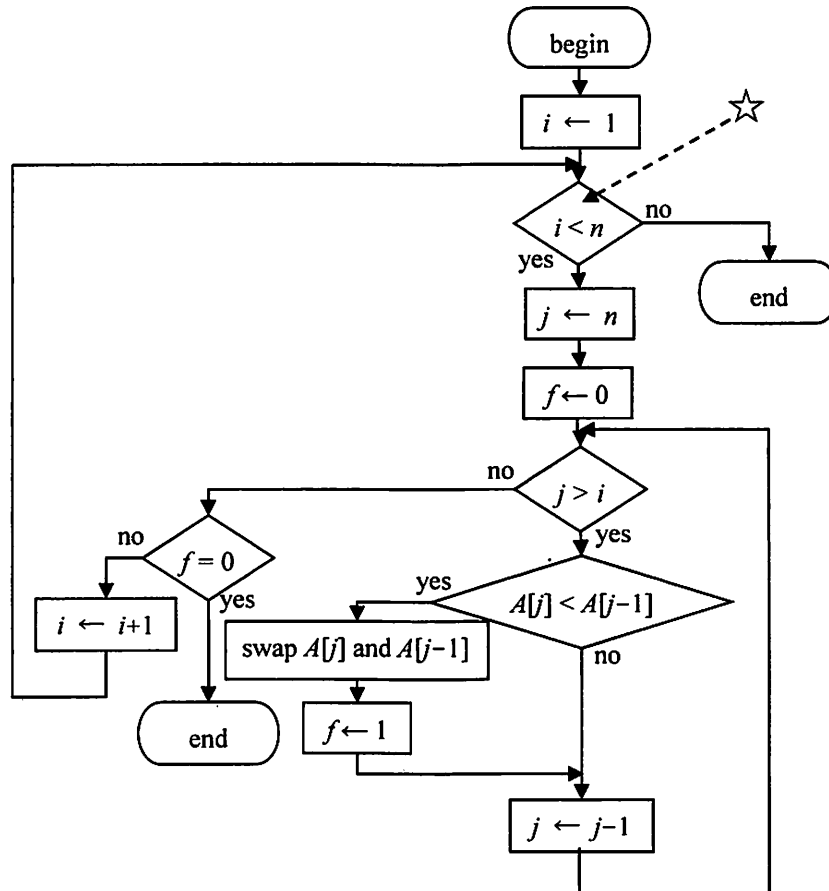 begin
i ← 1
i < n
no
yes
end
j ← n
f ← 0
no
j > i
yes
no
f = 0
yes
yes
A[j] < A[j−1]
no
i ← i+1
swap A[j] and A[j−1]
end
f ← 1
j ← j−1